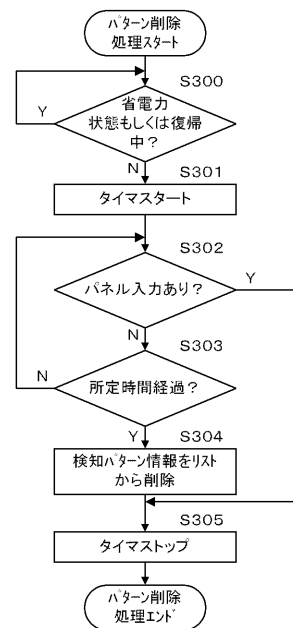 パターン削除
処理スタート
S300
省電力
状態もしくは復帰
中？
Y
N
S301
タイマスタート
S302
パネル入力あり？
Y
N
S303
所定時間経過？
N
Y
S304
検知パターン情報をリスト
から削除
S305
タイマストップ
パターン削除
処理エンド